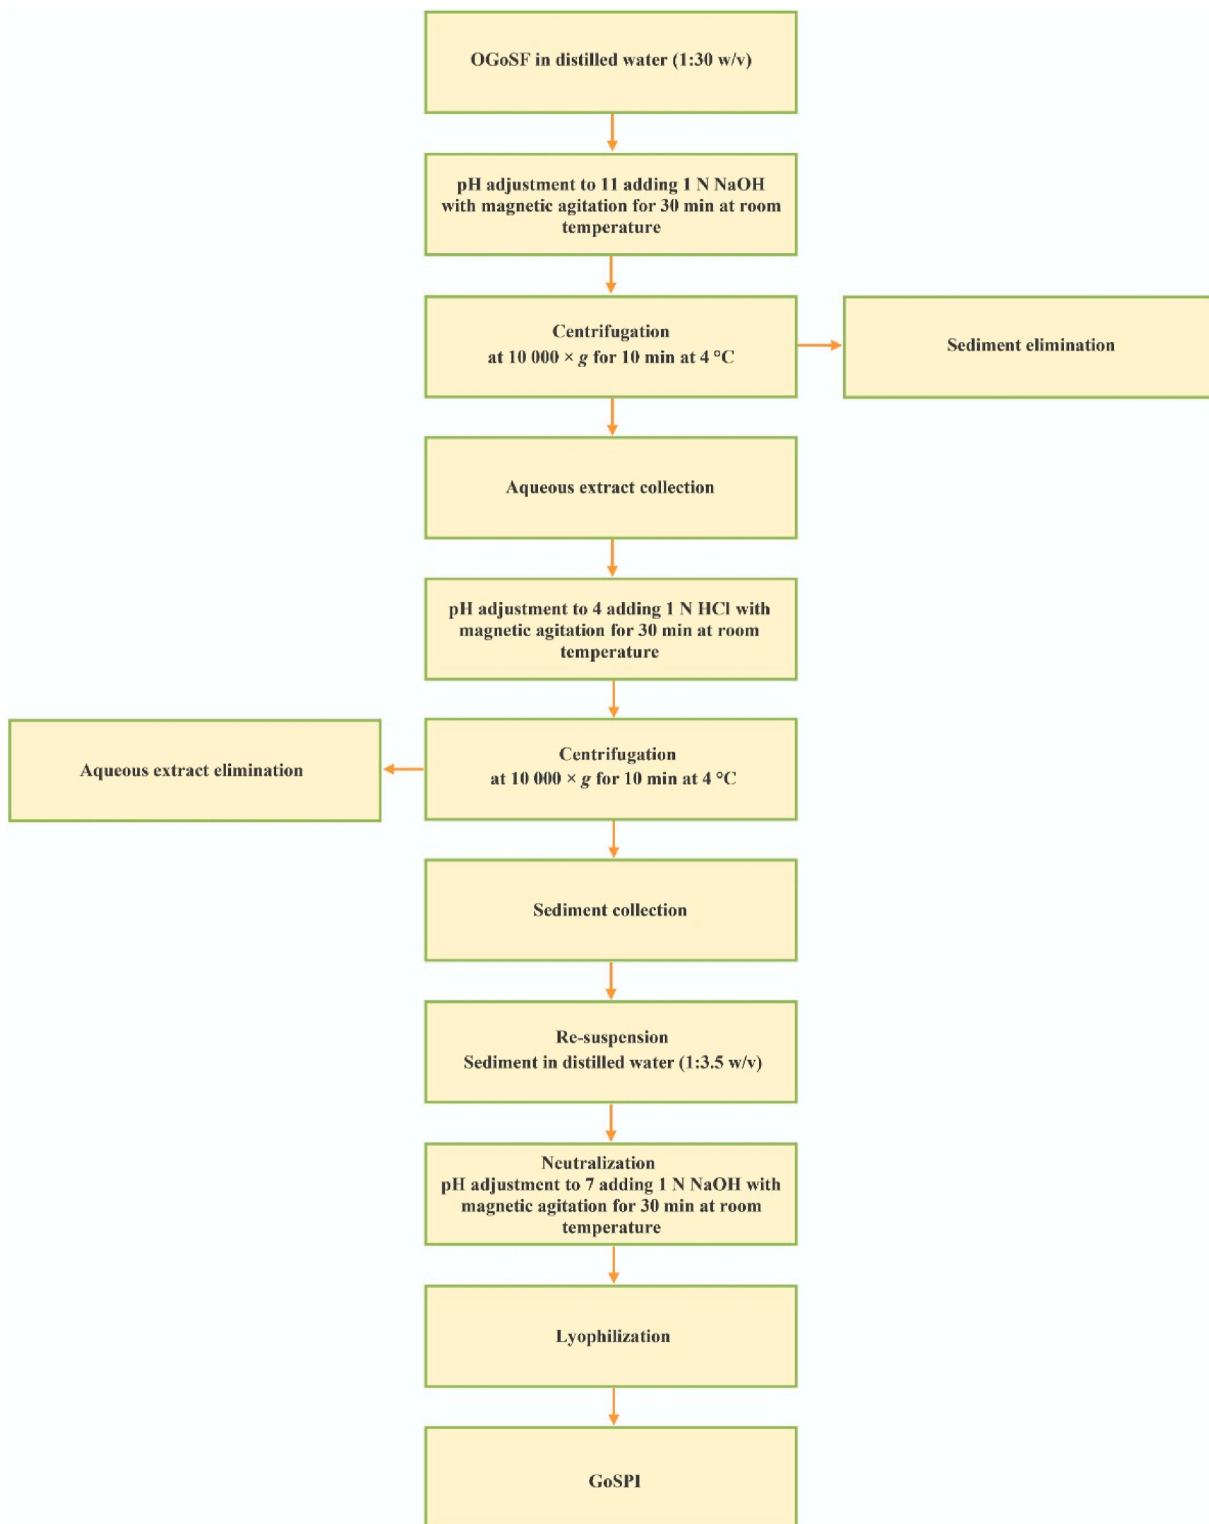 OGoSF in distilled water (1:30 w/v)
pH adjustment to 11 adding 1 N NaOH
with magnetic agitation for 30 min at room
temperature
Centrifugation
at 10 000 × g for 10 min at 4 °C
Sediment elimination
Aqueous extract collection
pH adjustment to 4 adding 1 N HCl with
magnetic agitation for 30 min at room
temperature
Aqueous extract elimination
Centrifugation
at 10 000 × g for 10 min at 4 °C
Sediment collection
Re-suspension
Sediment in distilled water (1:3.5 w/v)
Neutralization
pH adjustment to 7 adding 1 N NaOH with
magnetic agitation for 30 min at room
temperature
Lyophilization
GoSPI